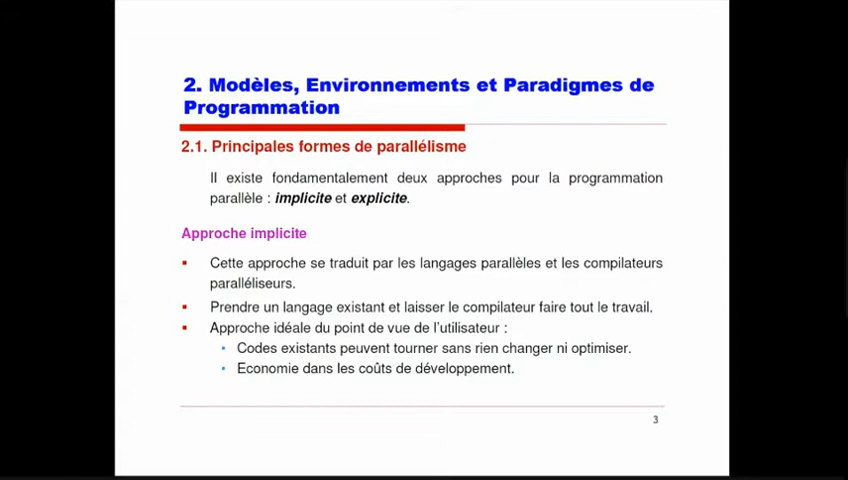 2. Modèles, Environnements et Paradigmes de
Programmation
2.1. Principales formes de parallélisme
Il existe fondamentalement deux approches pour la programmation
parallèle : implicite et explicite.
Approche implicite
Cette approche se traduit par les langages parallèles et les compilateurs
paralléliseurs.
Prendre un langage existant et laisser le compilateur faire tout le travail.
Approche idéale du point de vue de l'utilisateur :
Codes existants peuvent tourner sans rien changer ni optimiser.
Economie dans les coûts de développement.
3